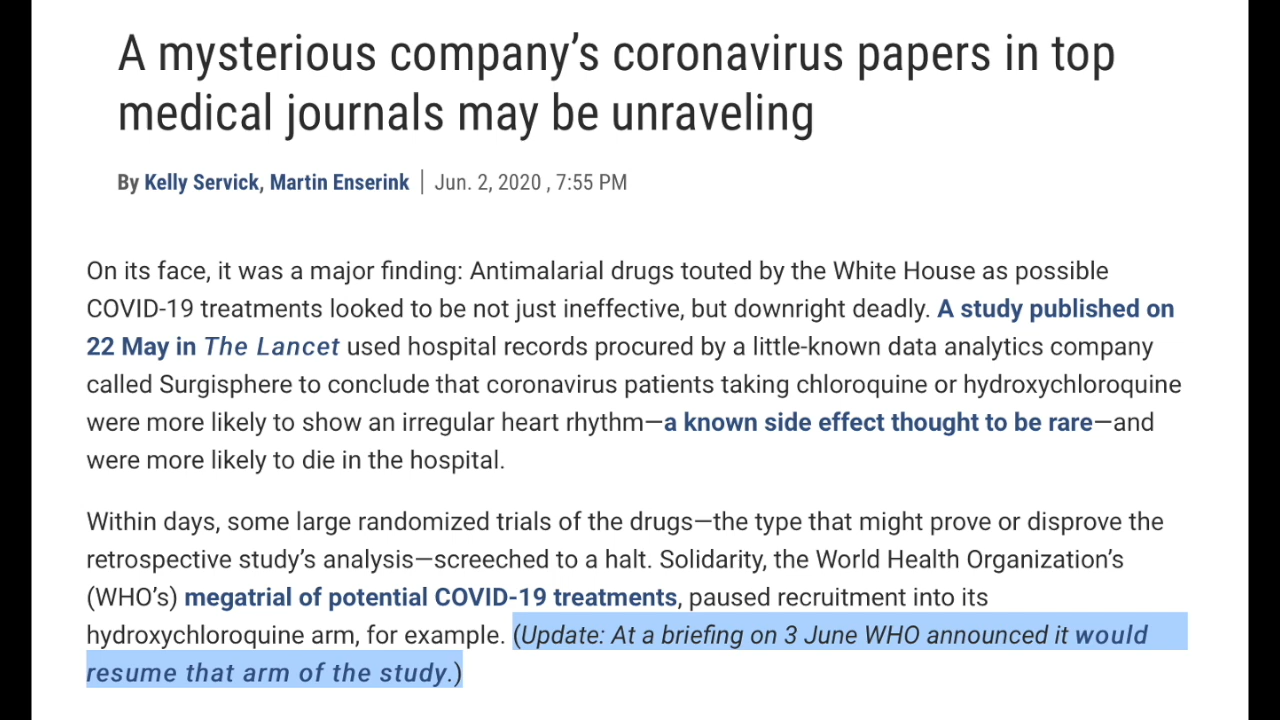 A mysterious company’s coronavirus papers in top
medical journals may be unraveling
By Kelly Servick, Martin Enserink | Jun. 2, 2020 , 7:55 PM
On its face, it was a major finding: Antimalarial drugs touted by the White House as possible
COVID-19 treatments looked to be not just ineffective, but downright deadly. A study published on
22 May in The Lancet used hospital records procured by a little-known data analytics company
called Surgisphere to conclude that coronavirus patients taking chloroquine or hydroxychloroquine
were more likely to show an irregular heart rhythm—a known side effect thought to be rare—and
were more likely to die in the hospital.
Within days, some large randomized trials of the drugs—the type that might prove or disprove the
retrospective study’s analysis—screeched to a halt. Solidarity, the World Health Organization’s
(WHO’s) megatrial of potential COVID-19 treatments, paused recruitment into its
hydroxychloroquine arm, for example. (Update: At a briefing on 3 June WHO announced it would
resume that arm of the study.)